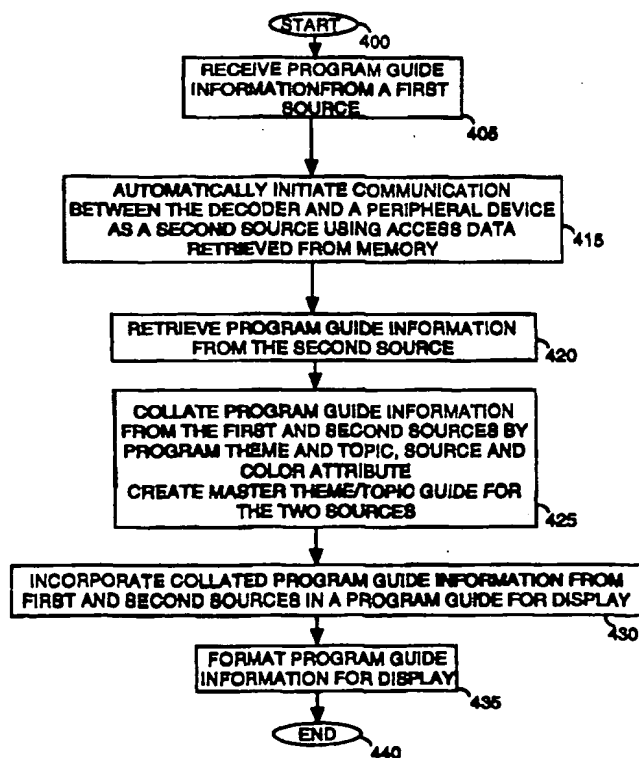 START
400
RECEIVE PROGRAM GUIDE
INFORMATIONFROM A FIRST
SOURCE
405
AUTOMATICALLY INITIATE COMMUNICATION
BETWEEN THE DECODER AND A PERIPHERAL DEVICE
AS A SECOND SOURCE USING ACCESS DATA
RETRIEVED FROM MEMORY
415
RETRIEVE PROGRAM GUIDE INFORMATION
FROM THE SECOND SOURCE
420
COLLATE PROGRAM GUIDE INFORMATION
FROM THE FIRST AND SECOND SOURCES BY
PROGRAM THEME AND TOPIC, SOURCE AND
COLOR ATTRIBUTE
CREATE MASTER THEME/TOPIC GUIDE FOR
THE TWO SOURCES
425
INCORPORATE COLLATED PROGRAM GUIDE INFORMATION FROM
FIRST AND SECOND SOURCES IN A PROGRAM GUIDE FOR DISPLAY
430
FORMAT PROGRAM GUIDE
INFORMATION FOR DISPLAY
435
END
440